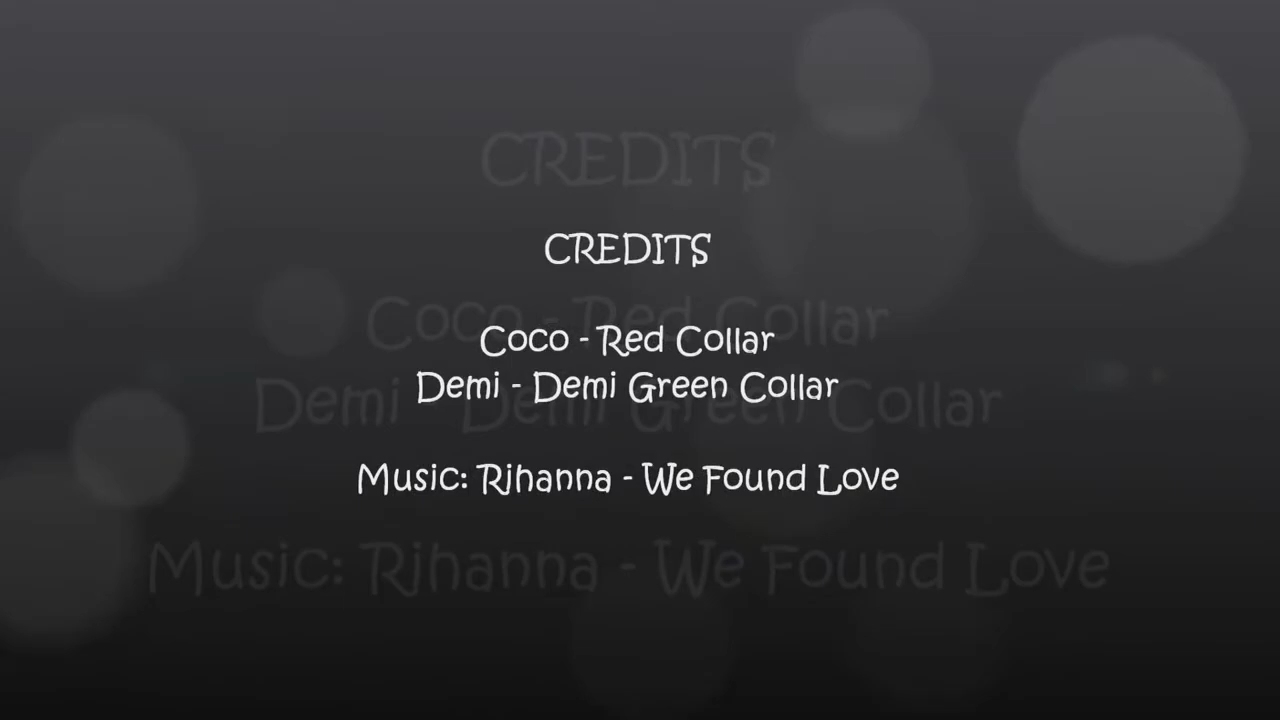 CREDITS
Coco - Red Collar
Demi - Demi Green Collar
Music: Rihanna - We Found Love